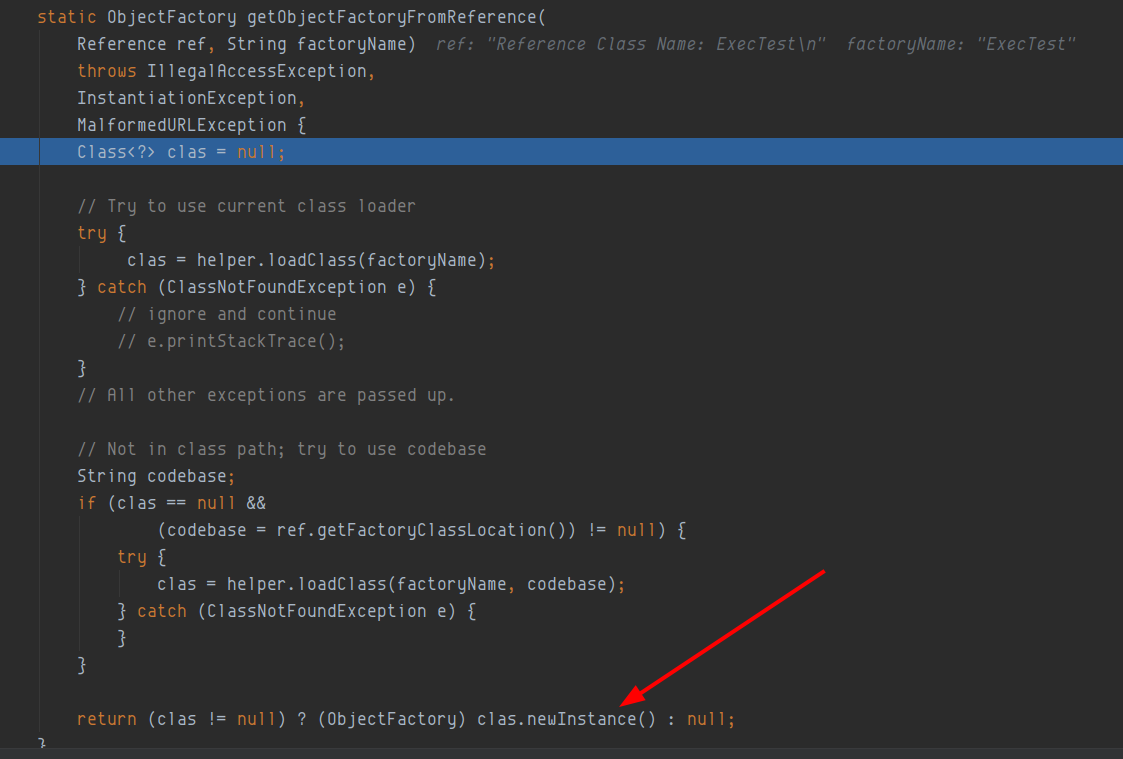 static ObjectFactory getObjectFactoryFromReference(
Reference ref, String factoryName) ref: "Reference Class Name: ExecTest\n" factoryName: "ExecTest"
throws IllegalAccessException,
InstantiationException,
MalformedURLException {
Class<?> clas = null;
// Try to use current class loader
try {
clas = helper.loadClass(factoryName);
} catch (ClassNotFoundException e) {
// ignore and continue
// e.printStackTrace();
}
// All other exceptions are passed up.
// Not in class path; try to use codebase
String codebase;
if (clas == null &&
(codebase = ref.getFactoryClassLocation()) != null) {
try {
clas = helper.loadClass(factoryName, codebase);
} catch (ClassNotFoundException e) {
}
}
return (clas != null) ? (ObjectFactory) clas.newInstance() : null;
}